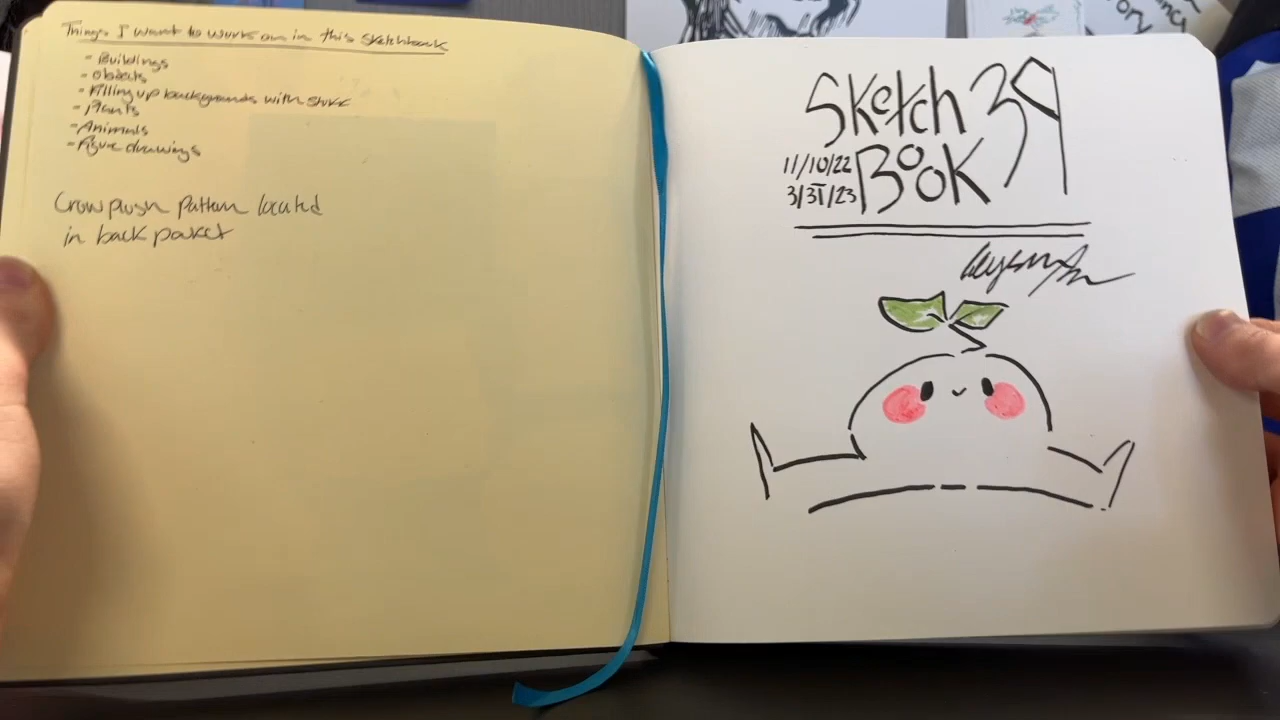 Things I want to work on in this sketchbook
- Buildings
- Objects
- Filling up backgrounds with stuff
- Plants
- Animals
- Figure drawings
Crow plush pattern located
in back pocket
Sketch 39
Book
11/10/22
3/31/23